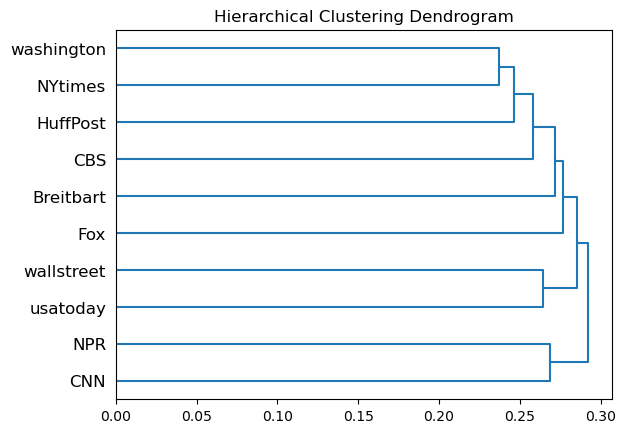 Hierarchical Clustering Dendrogram
washington
NYtimes
HuffPost
CBS
Breitbart
Fox
wallstreet
usatoday
NPR
CNN
0.00 0.05 0.10 0.15 0.20 0.25 0.30